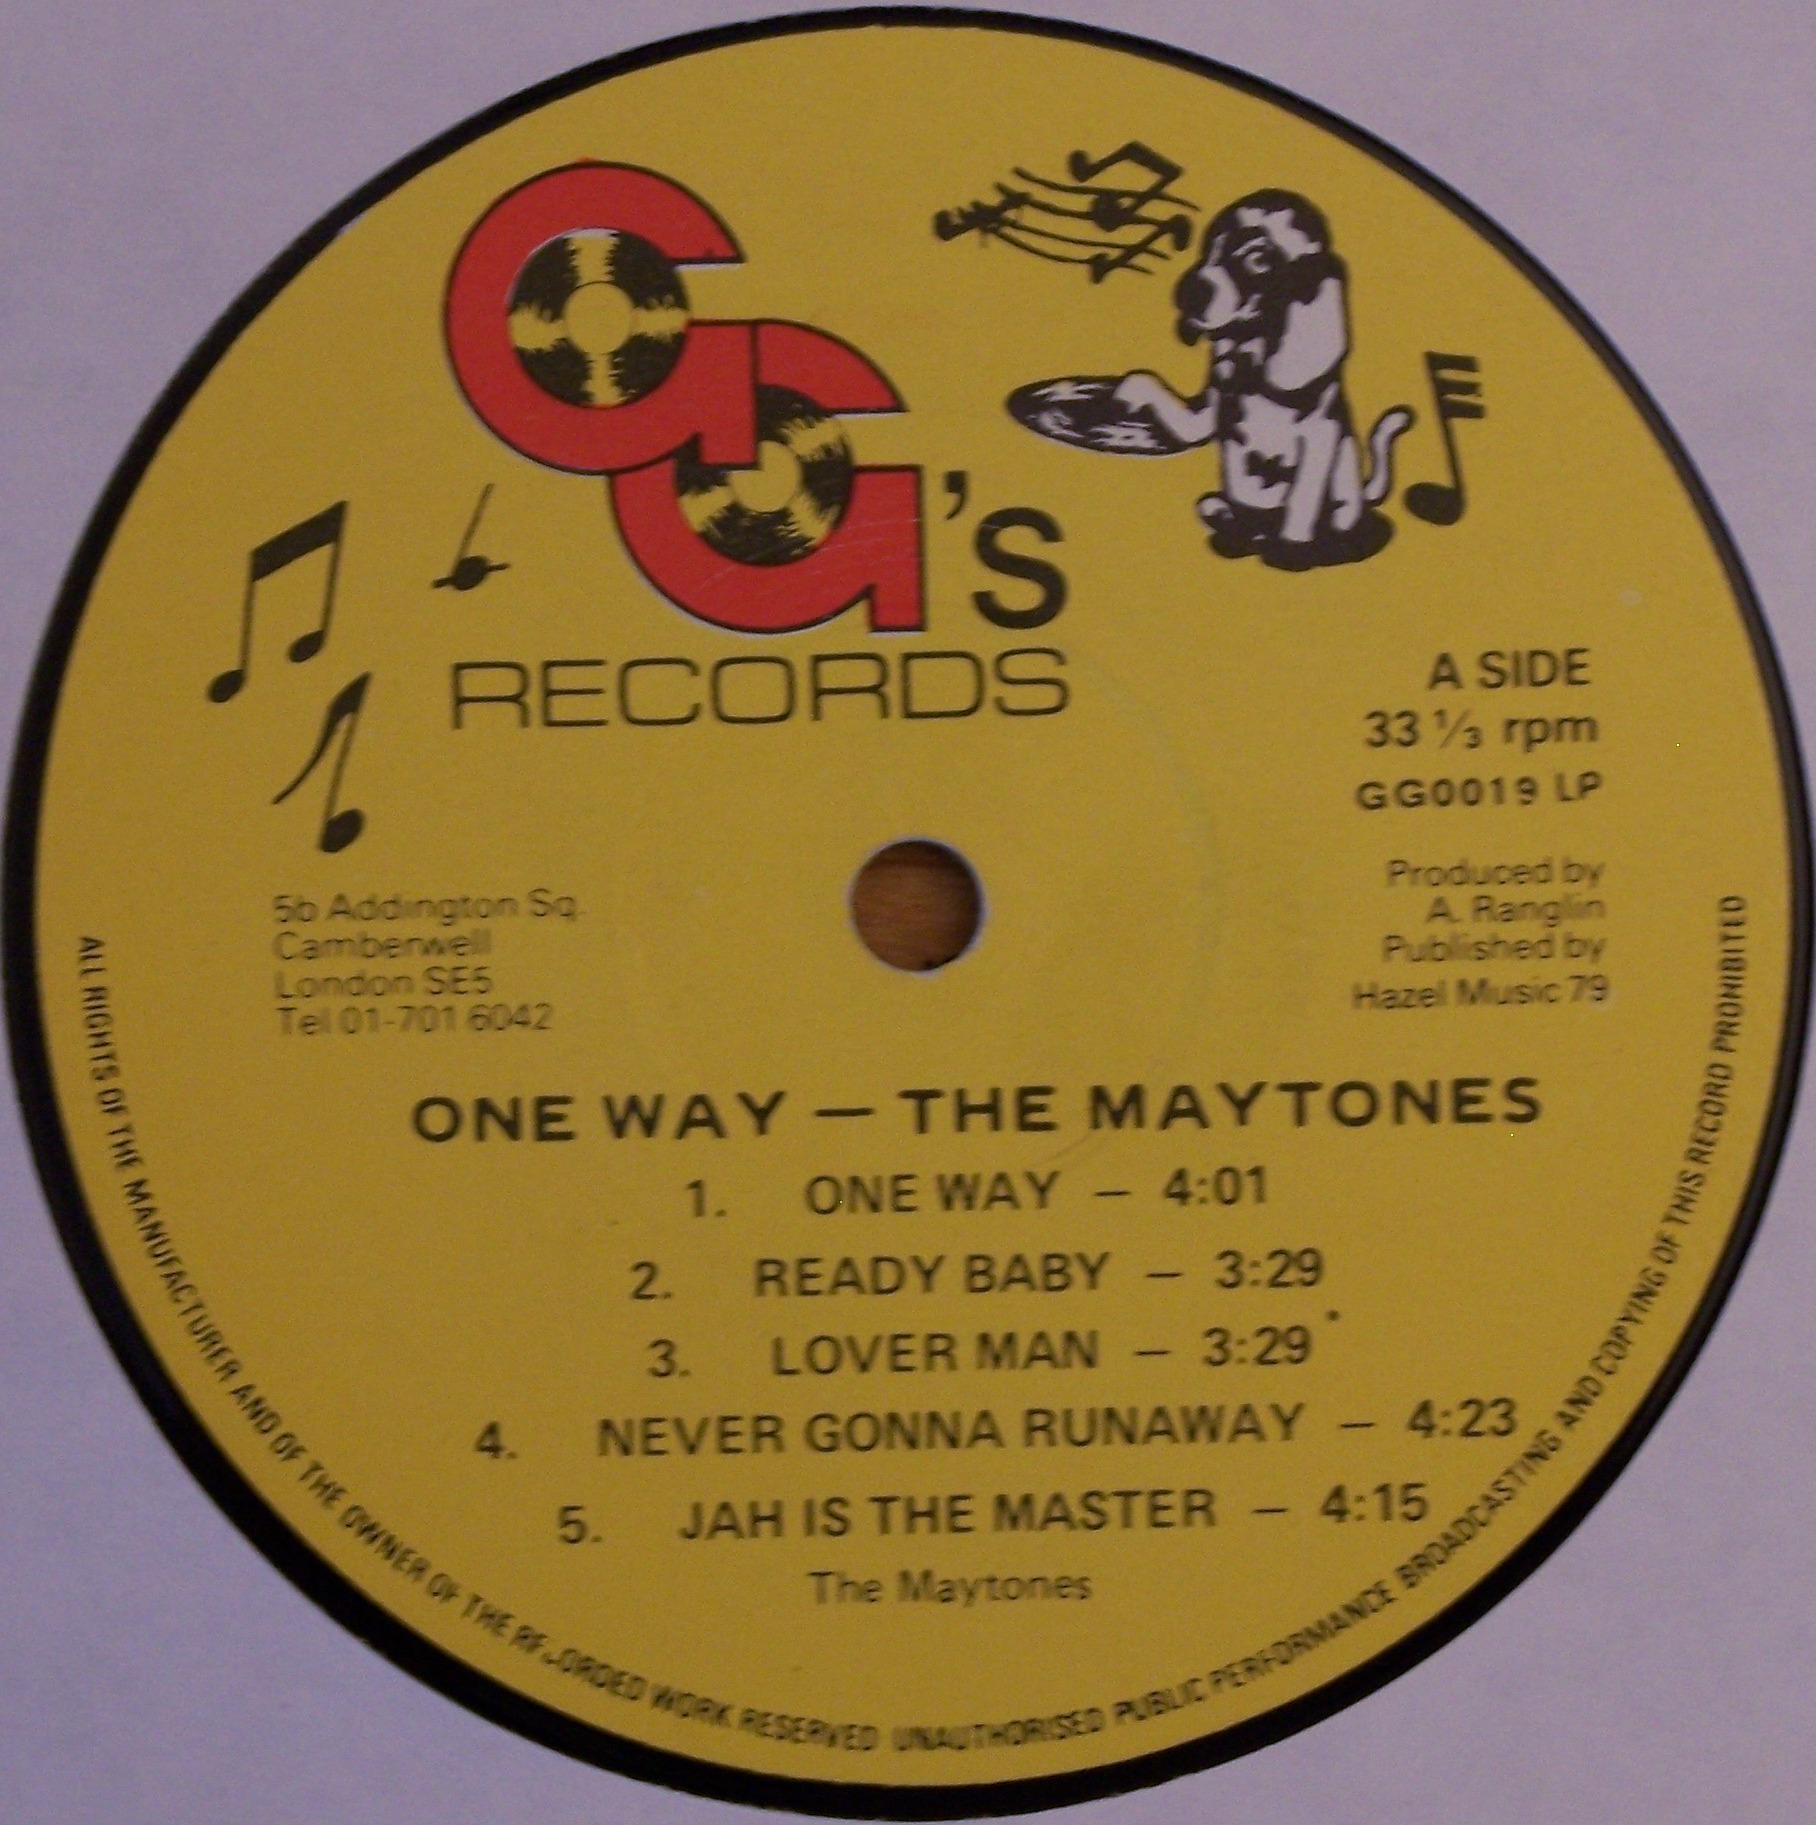 GG's
RECORDS
A SIDE
33 ⅓ rpm
GG0019 LP
5b Addington Sq.
Camberwell
London SE5
Tel 01-701 6042
Produced by
A. Ranglin
Published by
Hazel Music 79
ONE WAY — THE MAYTONES
1. ONE WAY — 4:01
2. READY BABY — 3:29
3. LOVER MAN — 3:29
4. NEVER GONNA RUNAWAY — 4:23
5. JAH IS THE MASTER — 4:15
The Maytones
ALL RIGHTS OF THE MANUFACTURER AND OF THE OWNER OF THE RECORDED WORK RESERVED UNAUTHORISED PUBLIC PERFORMANCE BROADCASTING AND COPYING OF THIS RECORD PROHIBITED